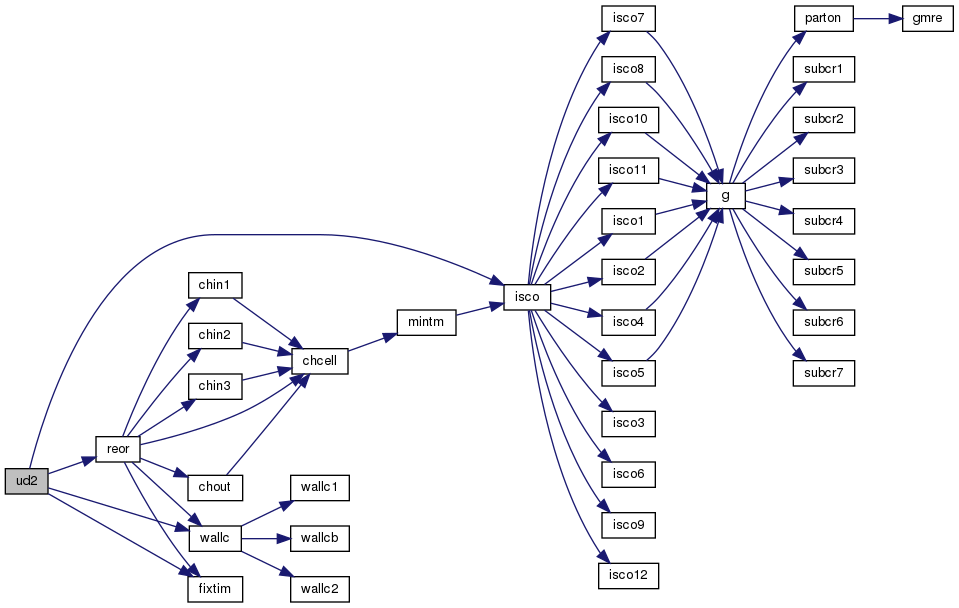 ud2
reor
chin1
chin2
chin3
chout
wallc
fixtim
chcell
wallc1
wallcb
wallc2
mintm
isco
isco7
isco8
isco10
isco11
isco1
isco2
isco4
isco5
isco3
isco6
isco9
isco12
g
parton
subcr1
subcr2
subcr3
subcr4
subcr5
subcr6
subcr7
gmre